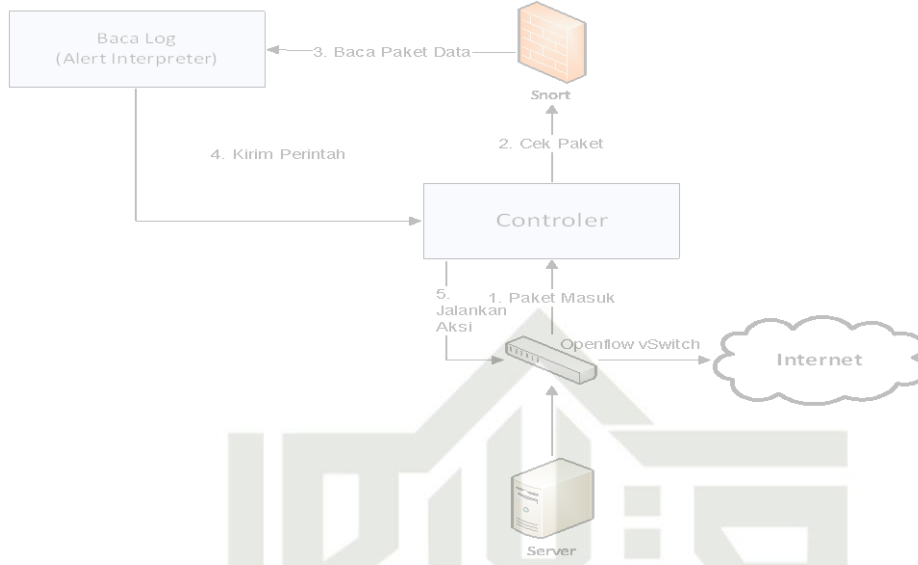 Baca Log
(Alert Interpreter)
3. Baca Paket Data
Snort
4. Kirim Perintah
2. Cek Paket
Controler
5.
Jalankan
Aksi
1. Paket Masuk
Openflow vSwitch
Internet
Server